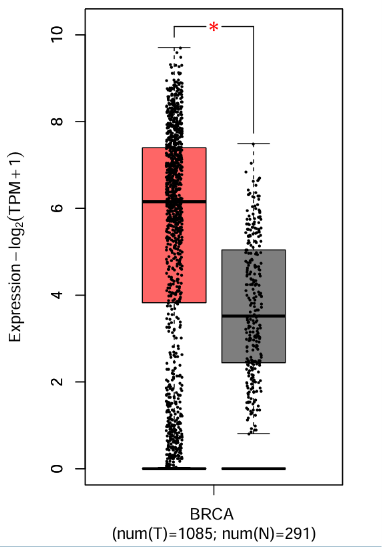 *
10
8
6
4
2
0
Expression – log₂(TPM + 1)
BRCA
(num(T)=1085; num(N)=291)